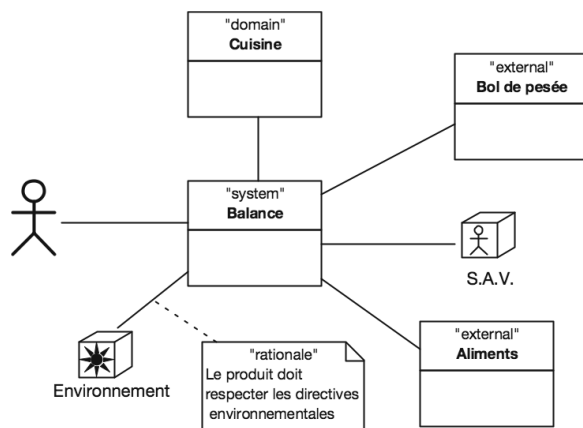 "domain"
Cuisine
"external"
Bol de pesée
"system"
Balance
S.A.V.
"external"
Aliments
Environnement
"rationale"
Le produit doit
respecter les directives
environnementales